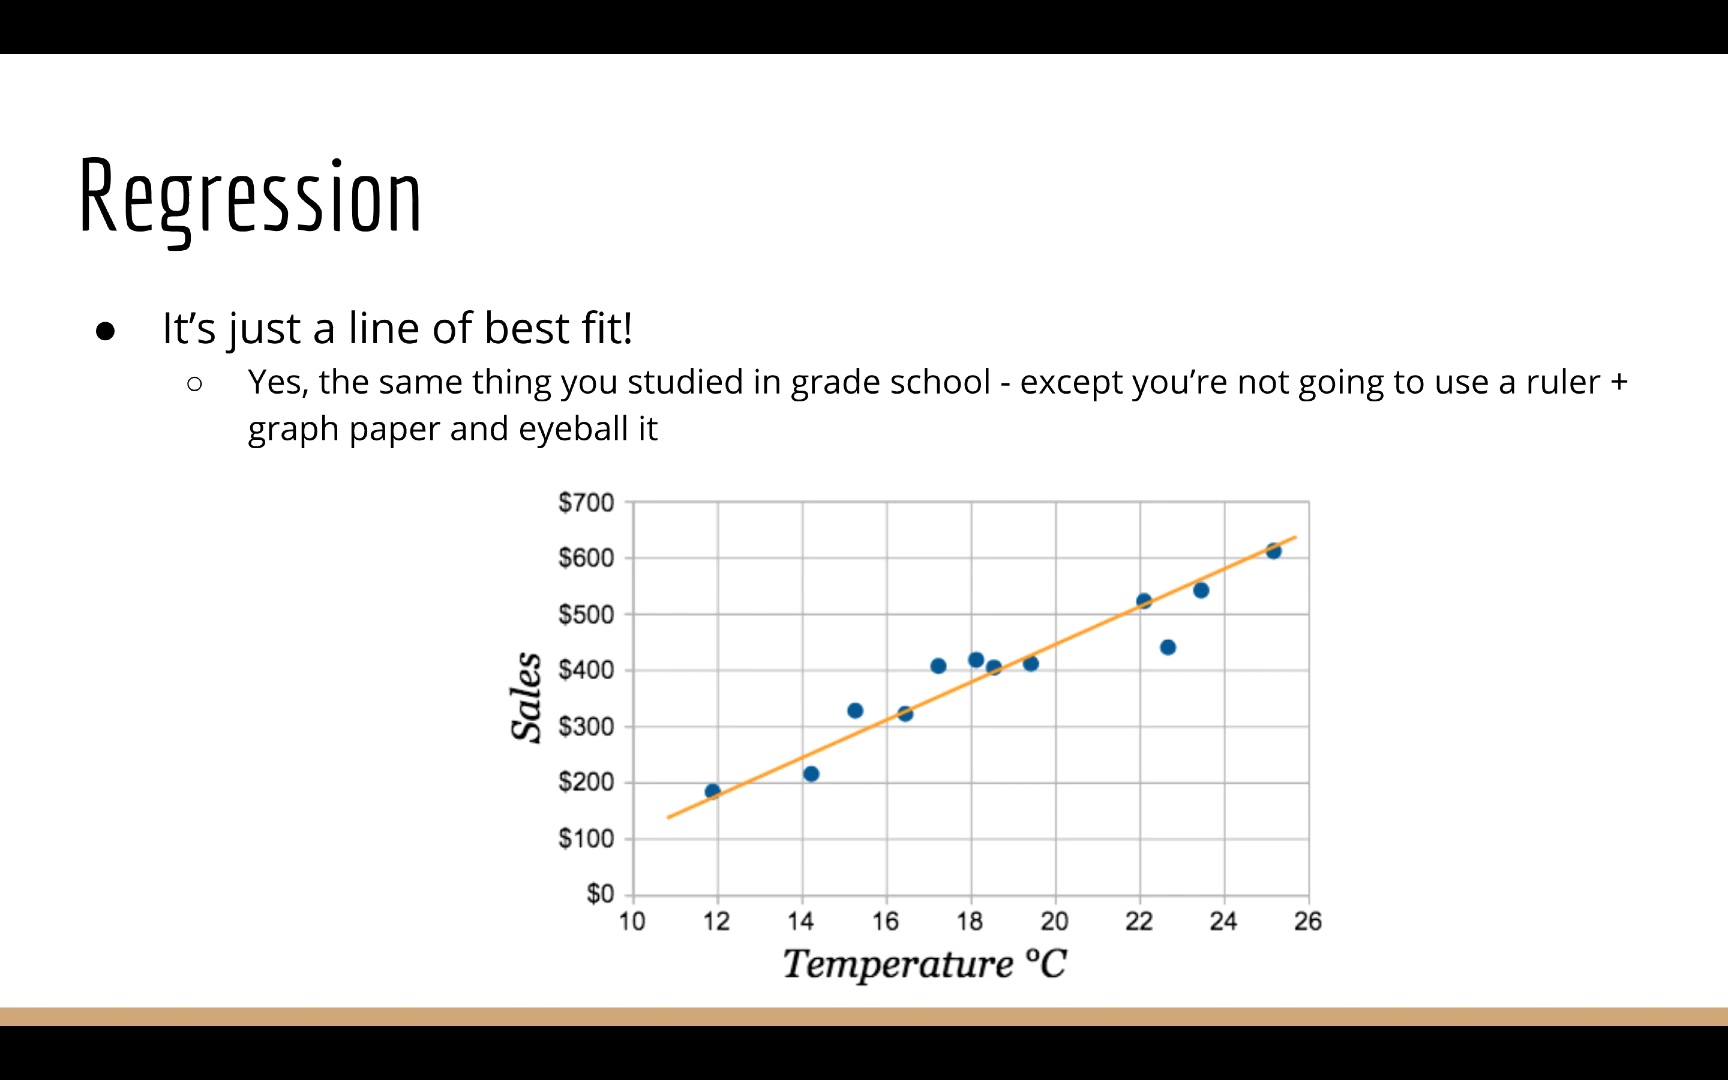 Regression
● It’s just a line of best fit!
○ Yes, the same thing you studied in grade school - except you’re not going to use a ruler +
graph paper and eyeball it
$700
$600
$500
$400
$300
$200
$100
$0
Sales
10 12 14 16 18 20 22 24 26
Temperature °C